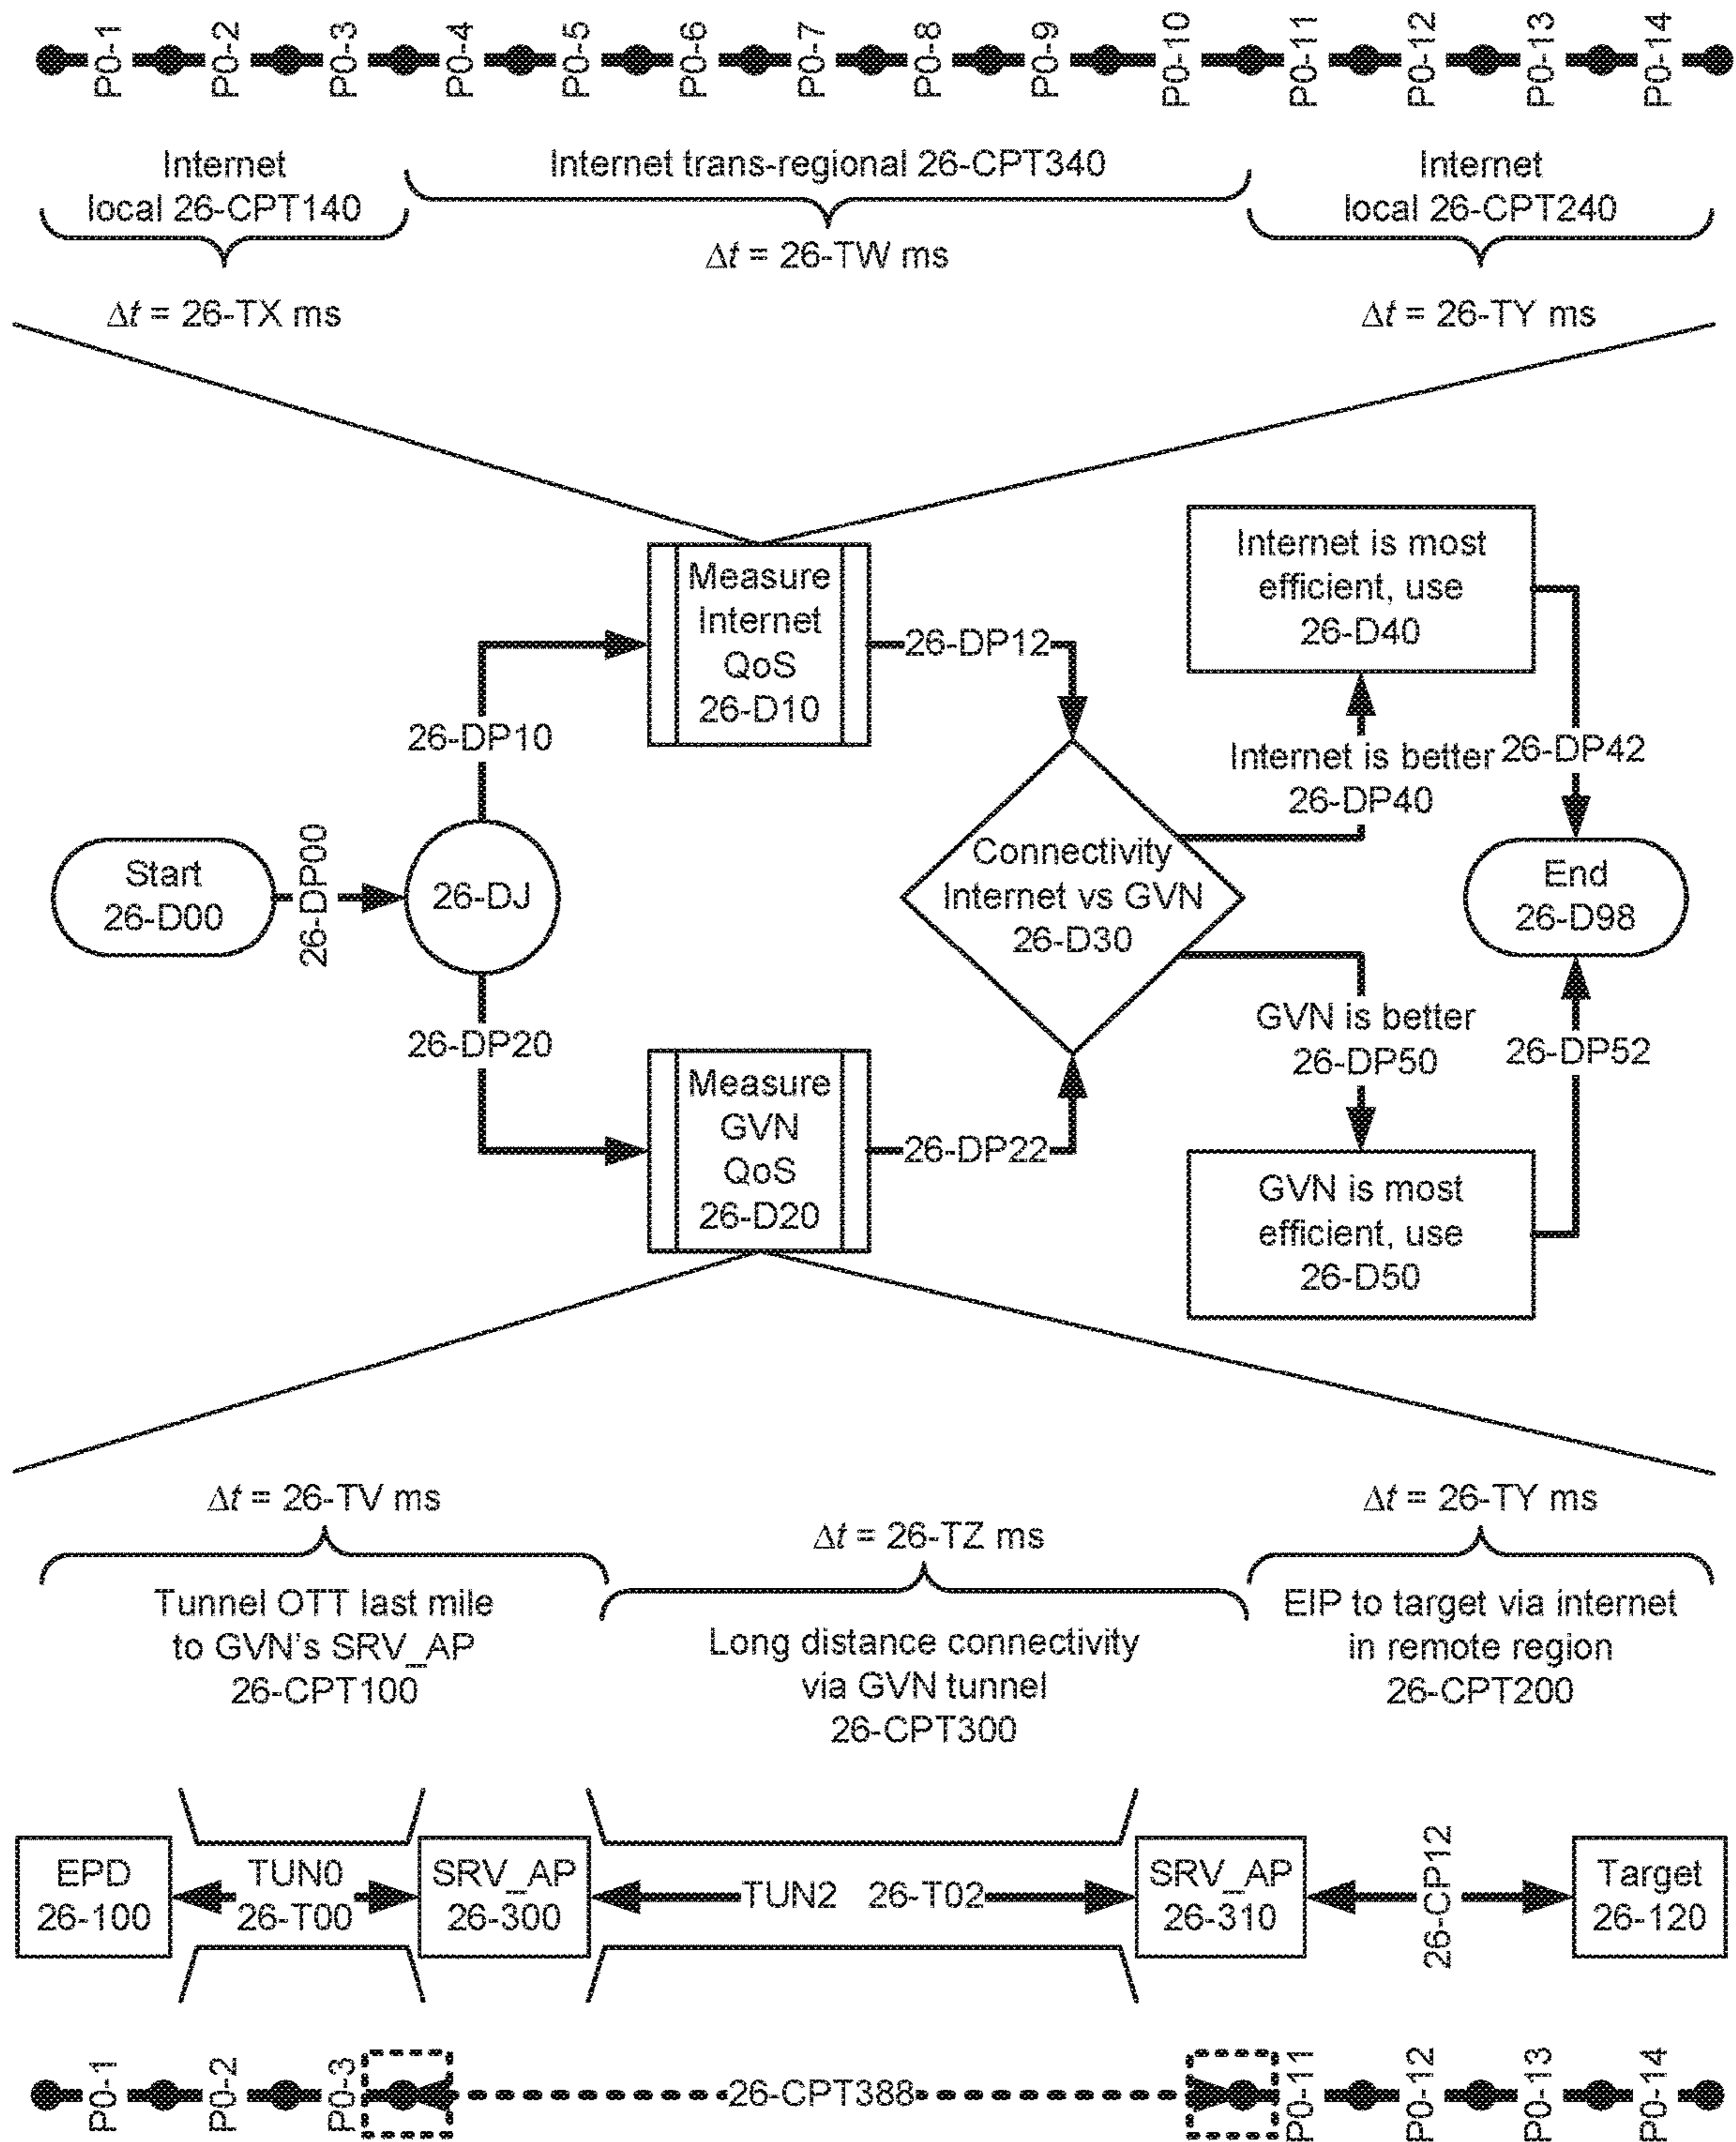 P0-1
P0-2
P0-3
P0-4
P0-5
P0-6
P0-7
P0-8
P0-9
P0-10
P0-11
P0-12
P0-13
P0-14
Internet
local 26-CPT140
Internet trans-regional 26-CPT340
Internet
local 26-CPT240
Δt = 26-TX ms
Δt = 26-TW ms
Δt = 26-TY ms
Measure
Internet
QoS
26-D10
Internet is most
efficient, use
26-D40
26-DP12
26-DP10
Internet is better
26-DP40
26-DP42
Start
26-D00
26-DP00
26-DJ
Connectivity
Internet vs GVN
26-D30
End
26-D98
26-DP20
GVN is better
26-DP50
26-DP52
Measure
GVN
QoS
26-D20
26-DP22
GVN is most
efficient, use
26-D50
Δt = 26-TV ms
Δt = 26-TZ ms
Δt = 26-TY ms
Tunnel OTT last mile
to GVN's SRV_AP
26-CPT100
Long distance connectivity
via GVN tunnel
26-CPT300
EIP to target via internet
in remote region
26-CPT200
EPD
26-100
TUN0
26-T00
SRV_AP
26-300
TUN2 26-T02
SRV_AP
26-310
26-CP12
Target
26-120
P0-1
P0-2
P0-3
26-CPT388
P0-11
P0-12
P0-13
P0-14